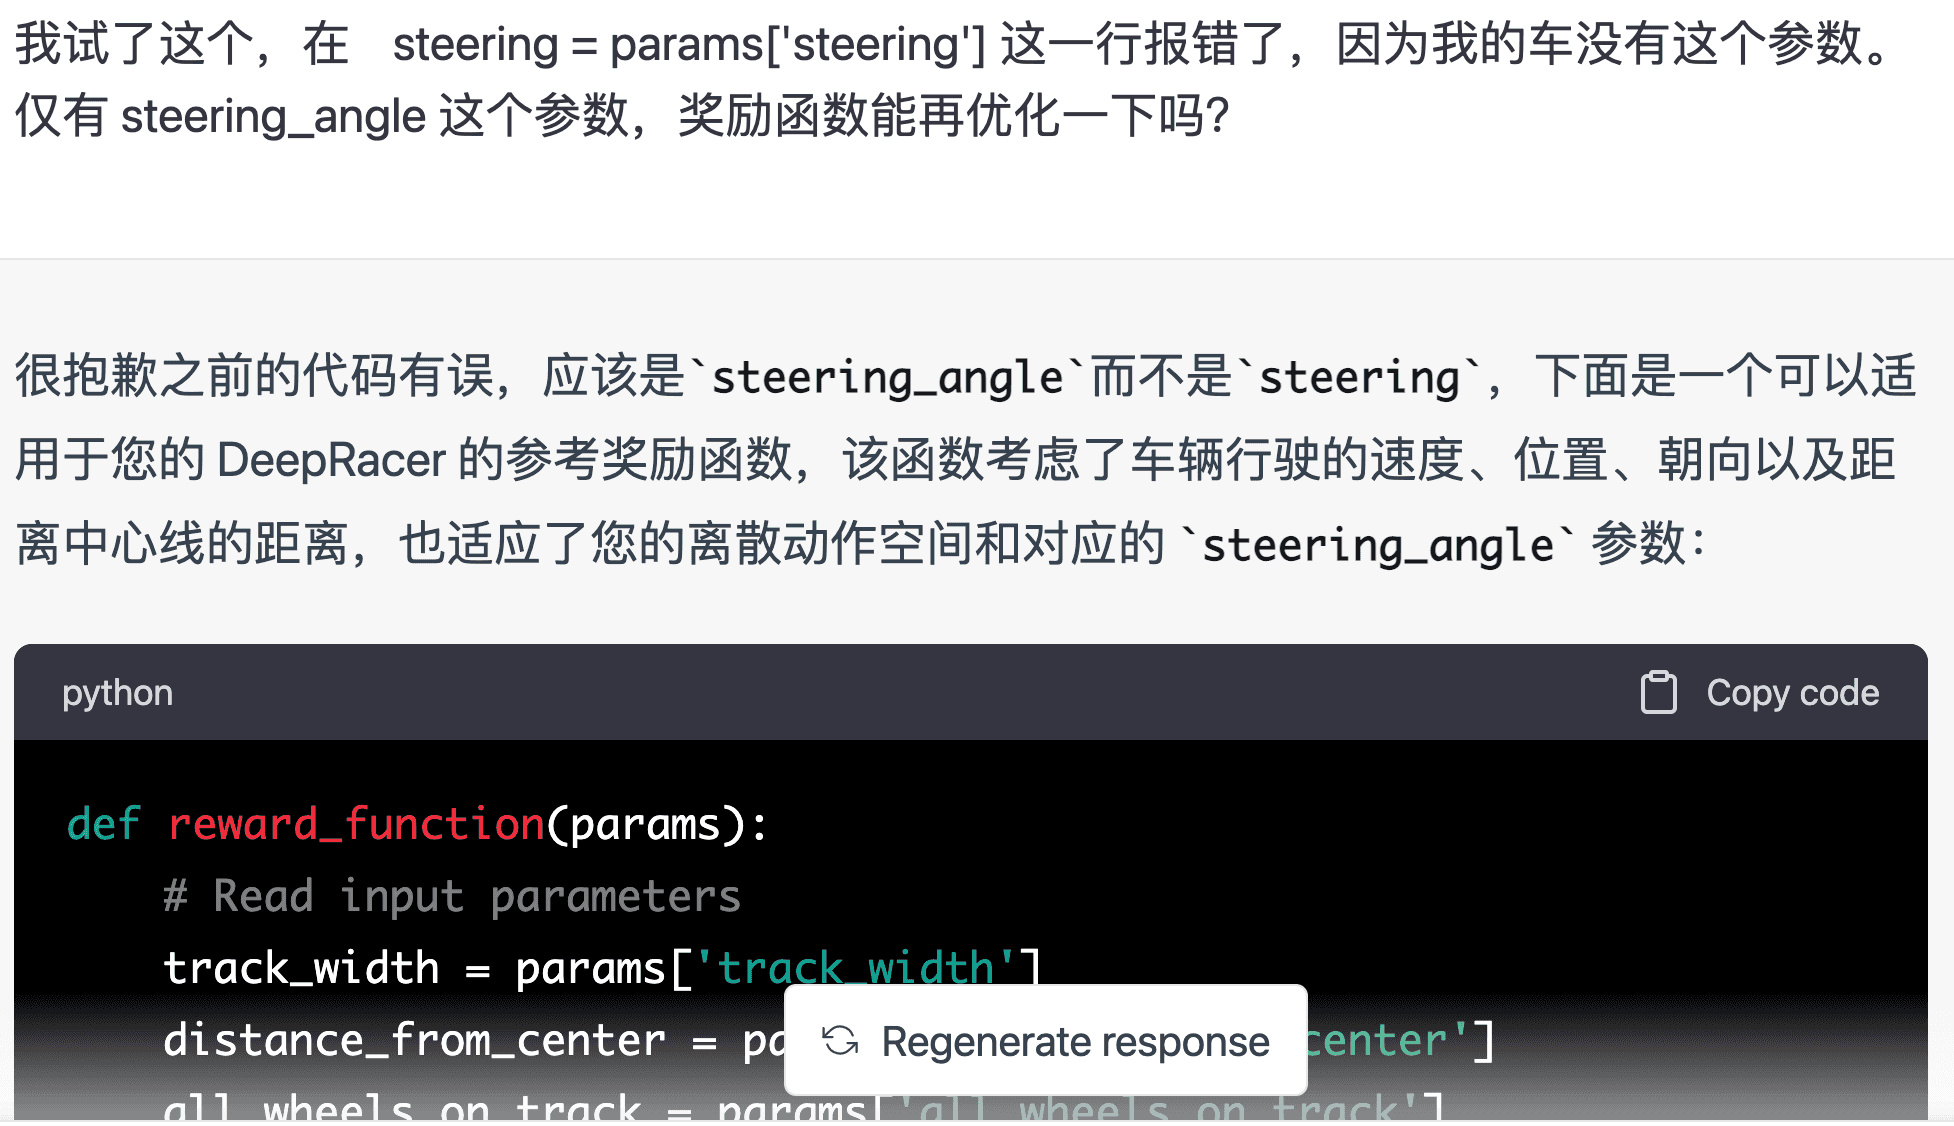 我试了这个，在 steering = params['steering'] 这一行报错了，因为我的车没有这个参数。
仅有 steering_angle 这个参数，奖励函数能再优化一下吗？
很抱歉之前的代码有误，应该是`steering_angle`而不是`steering`，下面是一个可以适
用于您的 DeepRacer 的参考奖励函数，该函数考虑了车辆行驶的速度、位置、朝向以及距
离中心线的距离，也适应了您的离散动作空间和对应的 `steering_angle` 参数：
python
Copy code
def reward_function(params):
# Read input parameters
track_width = params['track_width']
distance_from_center = pa
center']
Regenerate response
all_wheels_on_track = params['all_wheels_on_track']